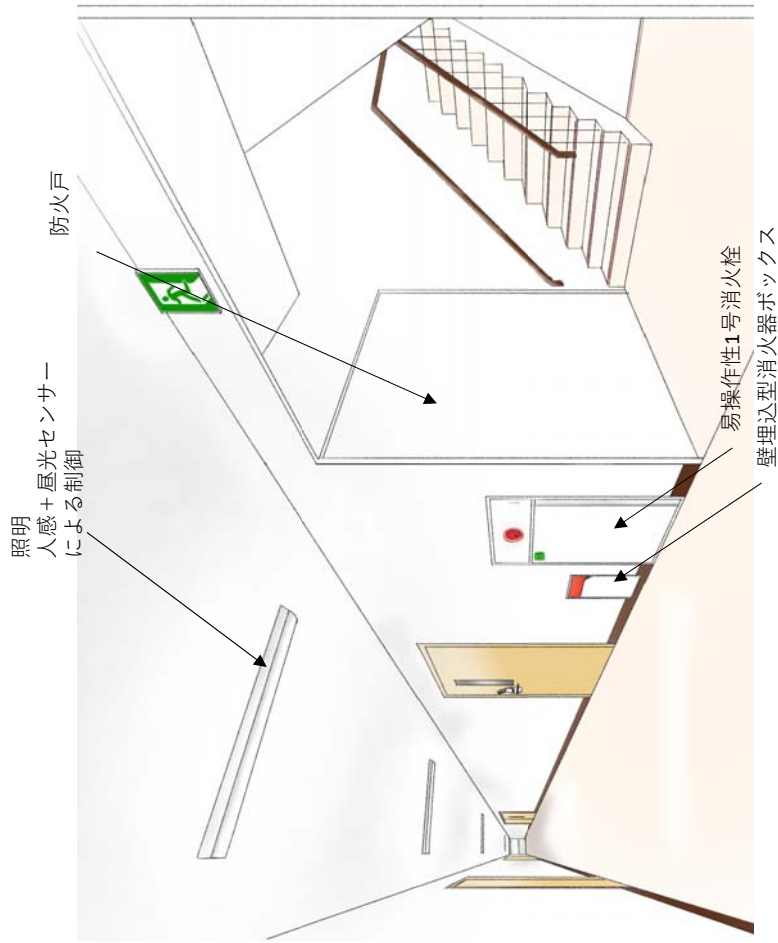 照明
人感＋昼光センサー
による制御
防火戸
易操作性1号消火栓
壁埋込型消火器ボックス